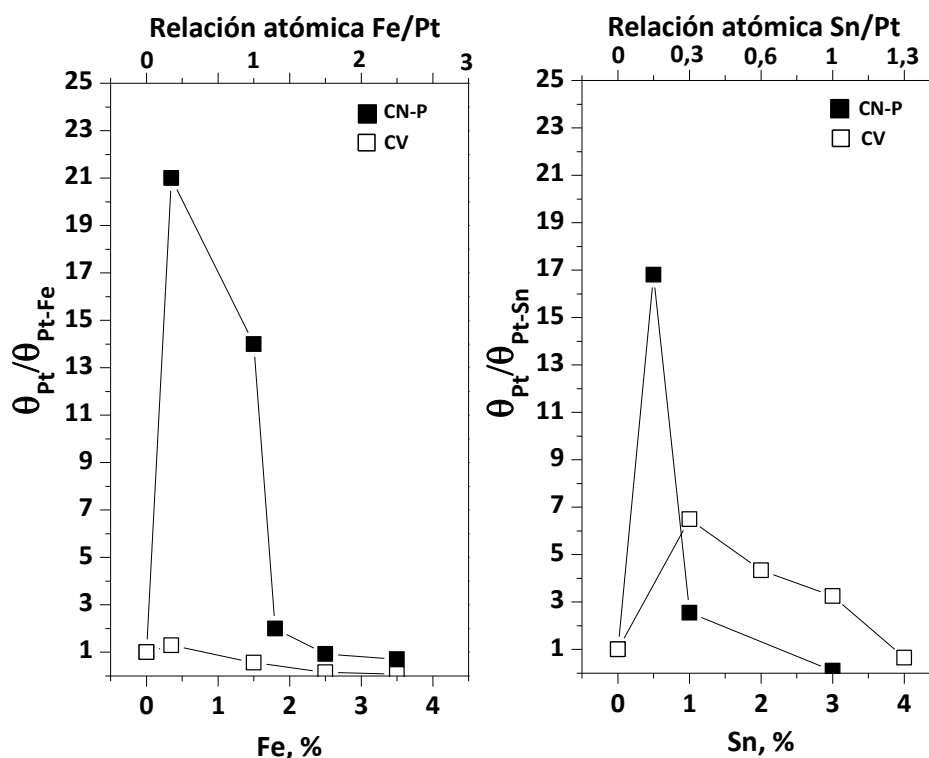 Relación atómica Fe/Pt
0 1 2 3
25
23
21
19
17
15
13
11
9
7
5
3
1
θPt/θPt-Fe
CN-P
CV
0 1 2 3 4
Fe, %
Relación atómica Sn/Pt
0 0,3 0,6 1 1,3
25
23
21
19
17
15
13
11
9
7
5
3
1
θPt/θPt-Sn
CN-P
CV
0 1 2 3 4
Sn, %